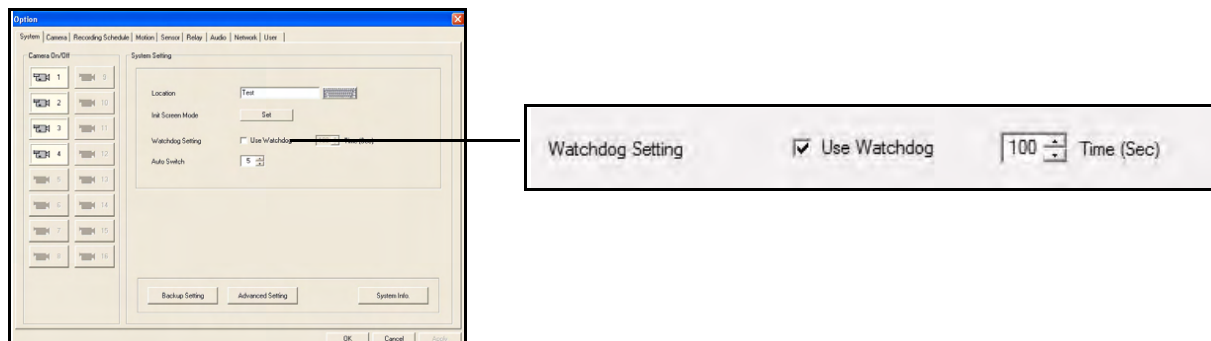 Option
System Camera Recording Schedule Motion Sensor Relay Audio Network User
Camera On/Off
System Setting
1 9
2 10
3 11
4 12
5 13
6 14
7 15
8 16
Location Test
Init Screen Mode Set
Watchdog Setting Use Watchdog 100 Time (Sec)
Auto Switch 5
Backup Setting Advanced Setting System Info.
OK Cancel Apply
Watchdog Setting Use Watchdog 100 Time (Sec)